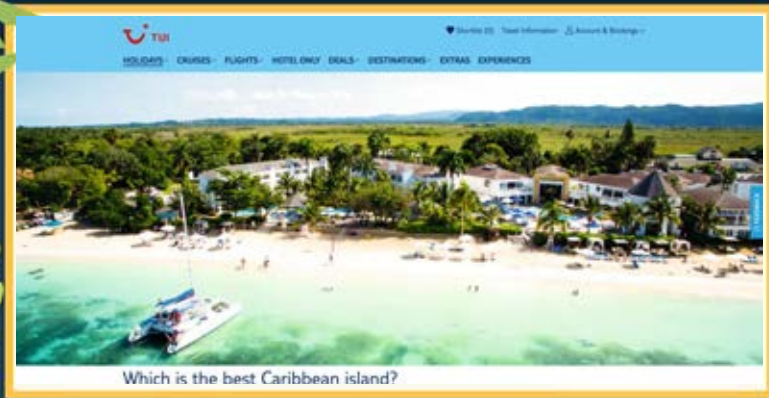 TUI
Shortlist (0) Travel Information Account & Bookings
HOLIDAYS CRUISES FLIGHTS HOTEL ONLY DEALS DESTINATIONS EXTRAS EXPERIENCES
FEEDBACK
Which is the best Caribbean island?